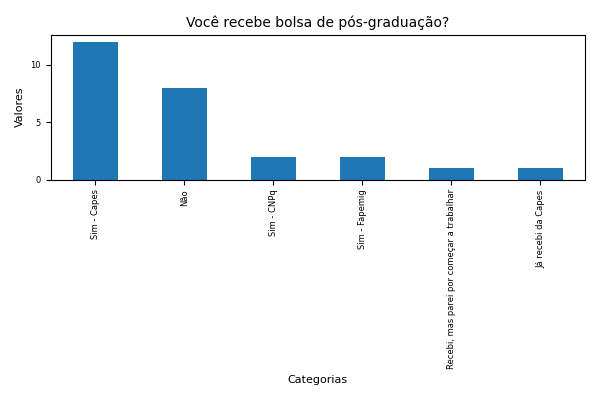 Você recebe bolsa de pós-graduação?
Valores
10
5
0
Sim - Capes
Não
Sim - CNPq
Sim - Fapemig
Recebi, mas parei por começar a trabalhar
Já recebi da Capes
Categorias